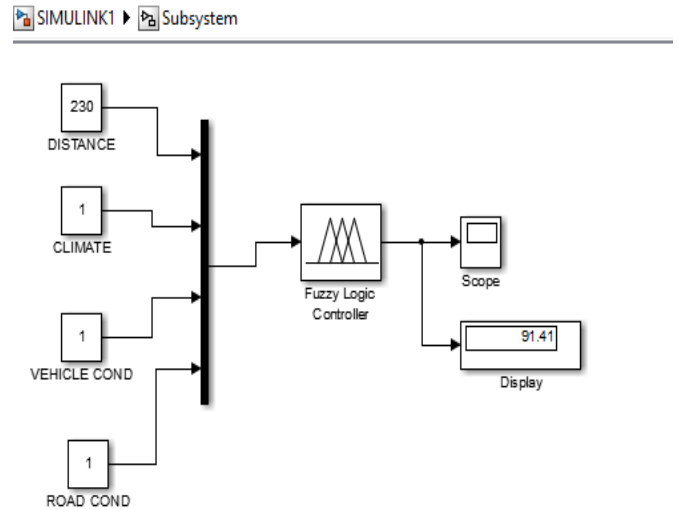 SIMULINK1 Subsystem
230
DISTANCE
1
CLIMATE
1
VEHICLE COND
1
ROAD COND
Fuzzy Logic
Controller
Scope
91.41
Display